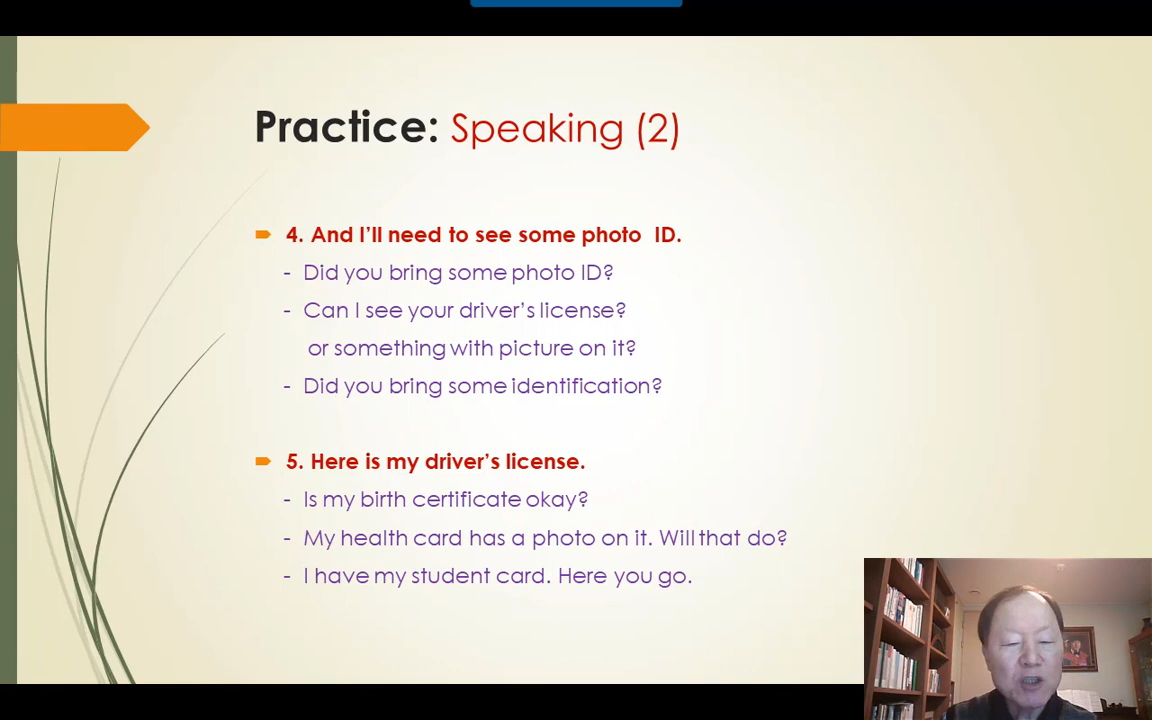 Practice: Speaking (2)
4. And I'll need to see some photo ID.
- Did you bring some photo ID?
- Can I see your driver's license?
or something with picture on it?
- Did you bring some identification?
5. Here is my driver's license.
- Is my birth certificate okay?
- My health card has a photo on it. Will that do?
- I have my student card. Here you go.